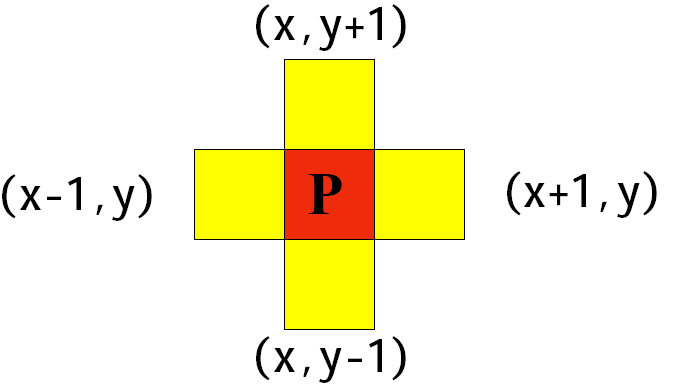 (x,y+1)
(x-1,y)
P
(x+1,y)
(x,y-1)